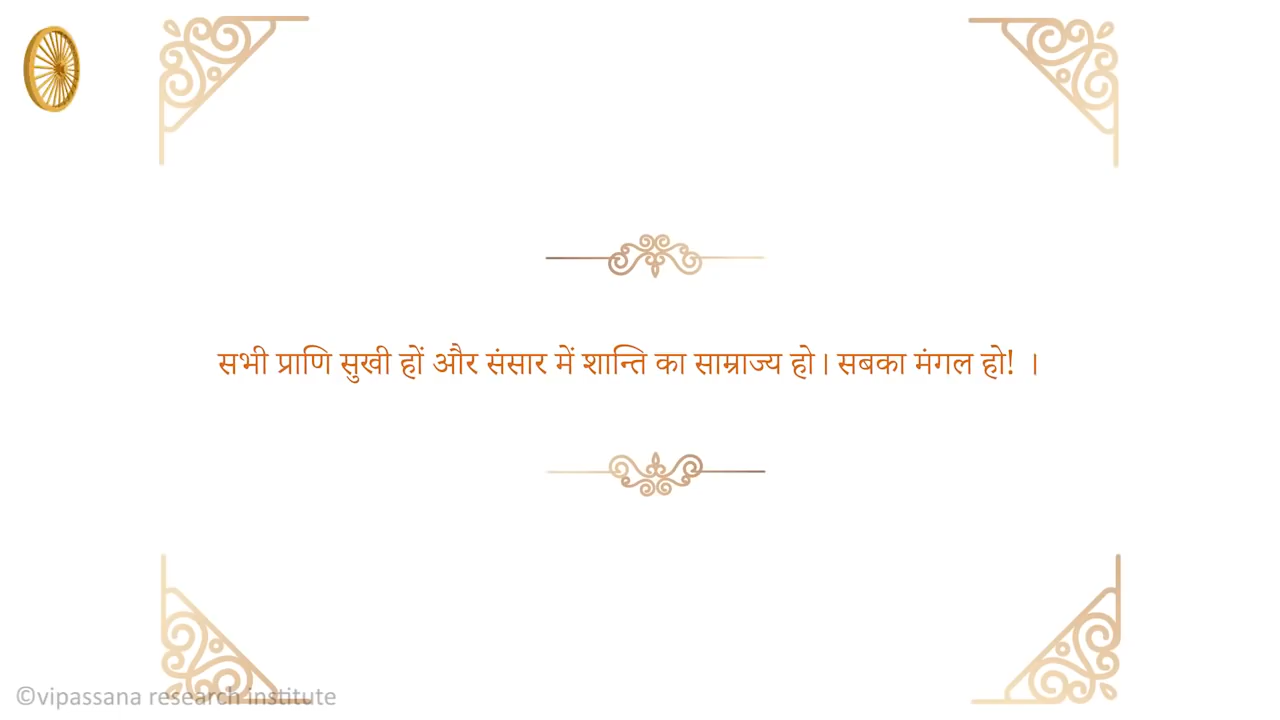 सभी प्राणि सुखी हों और संसार में शान्ति का साम्राज्य हो। सबका मंगल हो! ।
©vipassana research institute